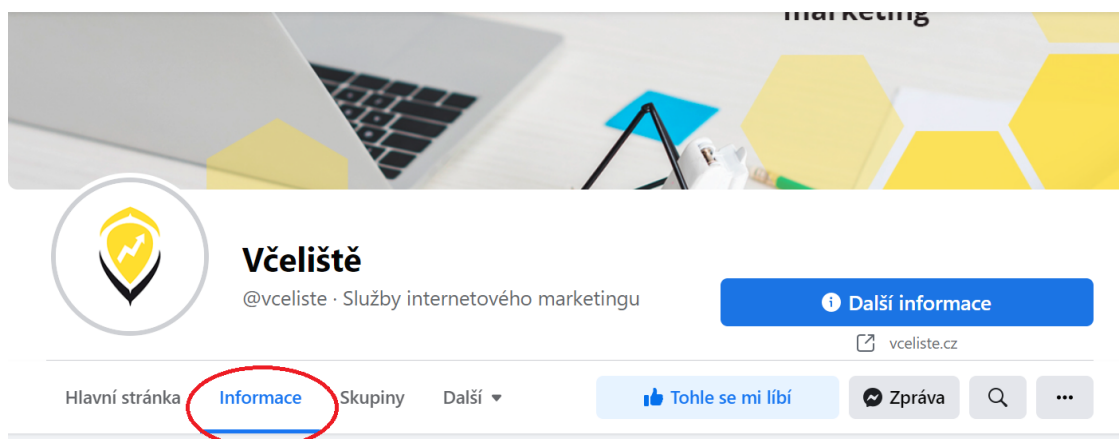 marketing
Včeliště
@vceliste · Služby internetového marketingu
Další informace
vceliste.cz
Hlavní stránka Informace Skupiny Další Tohle se mi líbí Zpráva